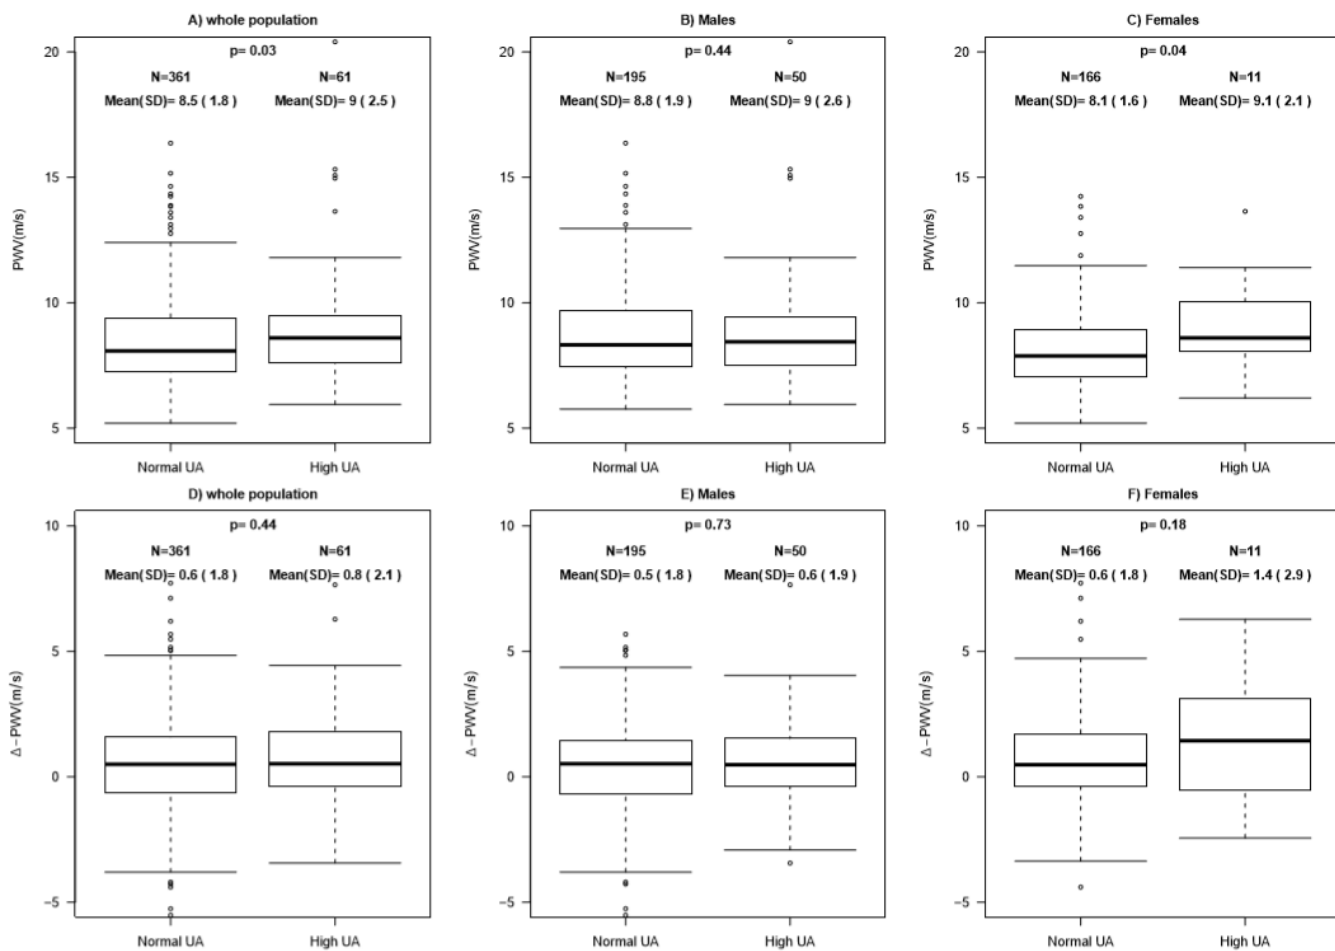 A) whole population
p= 0.03
N=361 N=61
Mean(SD)= 8.5 ( 1.8 ) Mean(SD)= 9 ( 2.5 )
20
15
10
5
PWV(m/s)
Normal UA High UA
B) Males
p= 0.44
N=195 N=50
Mean(SD)= 8.8 ( 1.9 ) Mean(SD)= 9 ( 2.6 )
20
15
10
5
PWV(m/s)
Normal UA High UA
C) Females
p= 0.04
N=166 N=11
Mean(SD)= 8.1 ( 1.6 ) Mean(SD)= 9.1 ( 2.1 )
20
15
10
5
PWV(m/s)
Normal UA High UA
D) whole population
p= 0.44
N=361 N=61
Mean(SD)= 0.6 ( 1.8 ) Mean(SD)= 0.8 ( 2.1 )
10
5
0
−5
Δ−PWV(m/s)
Normal UA High UA
E) Males
p= 0.73
N=195 N=50
Mean(SD)= 0.5 ( 1.8 ) Mean(SD)= 0.6 ( 1.9 )
10
5
0
−5
Δ−PWV(m/s)
Normal UA High UA
F) Females
p= 0.18
N=166 N=11
Mean(SD)= 0.6 ( 1.8 ) Mean(SD)= 1.4 ( 2.9 )
10
5
0
−5
Δ−PWV(m/s)
Normal UA High UA